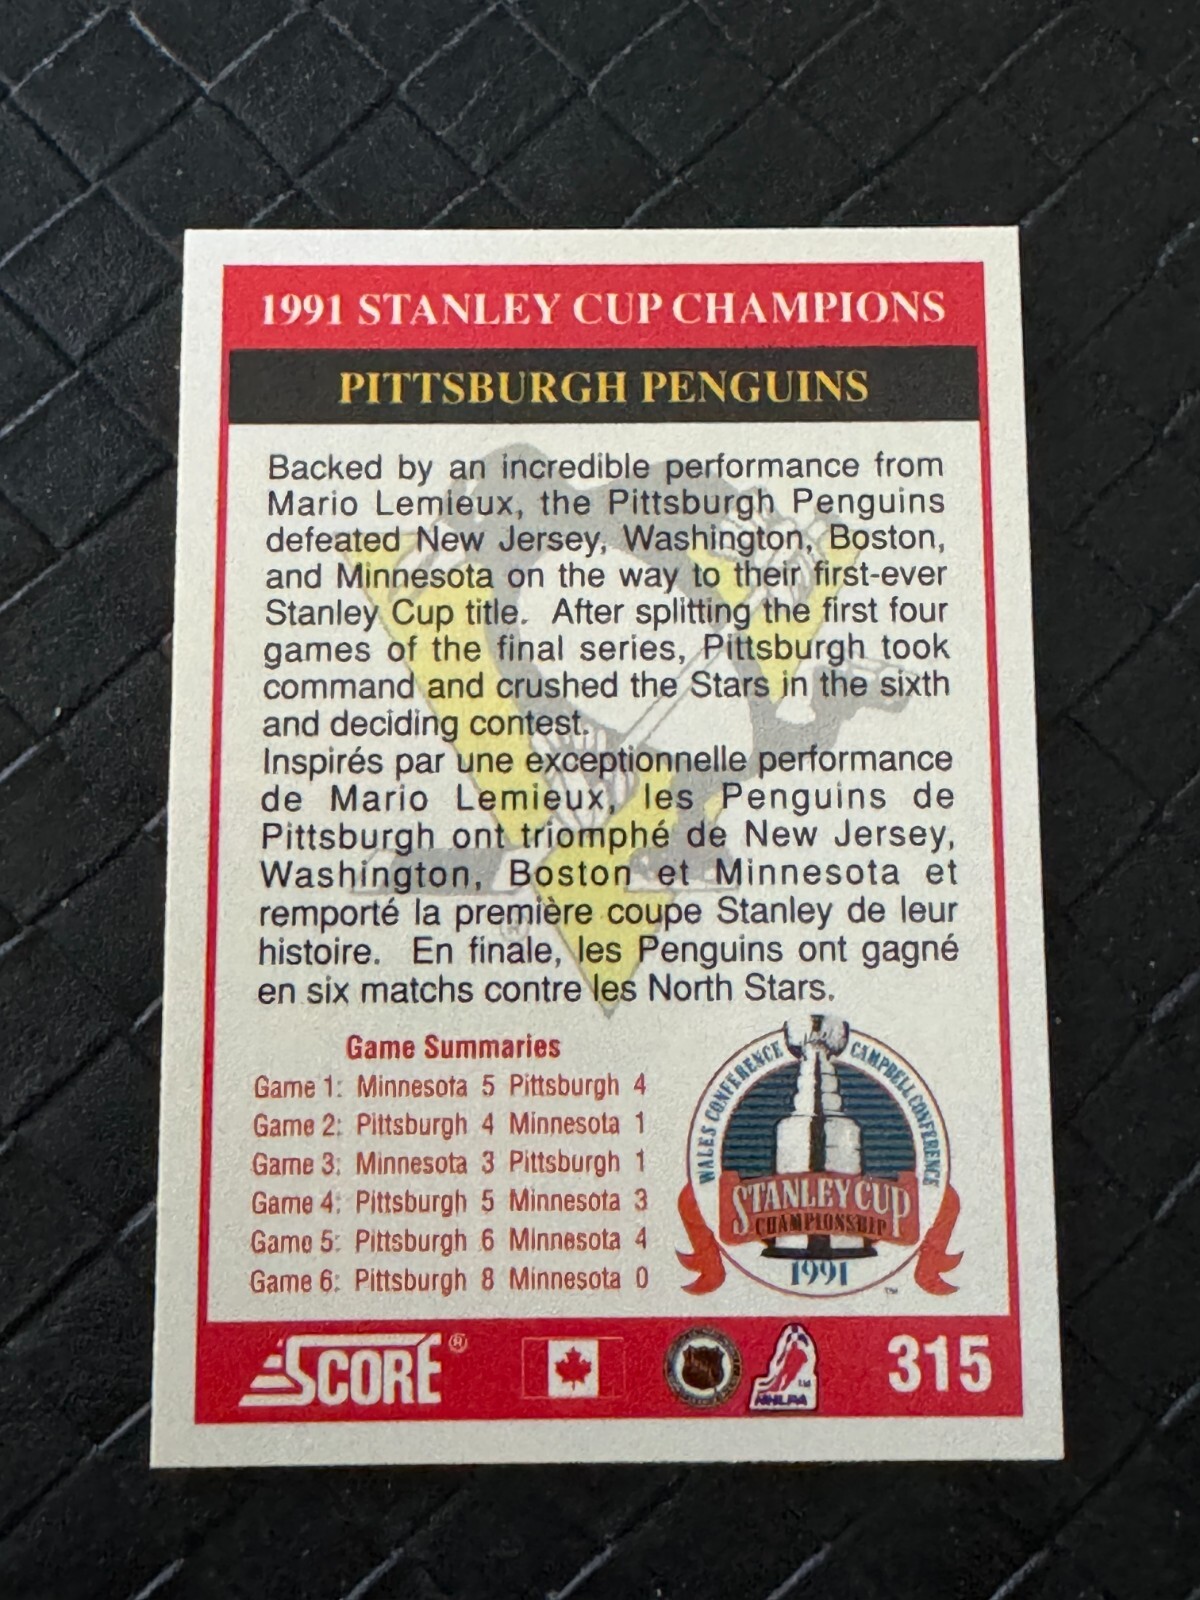 1991 STANLEY CUP CHAMPIONS
PITTSBURGH PENGUINS
Backed by an incredible performance from
Mario Lemieux, the Pittsburgh Penguins
defeated New Jersey, Washington, Boston,
and Minnesota on the way to their first-ever
Stanley Cup title. After splitting the first four
games of the final series, Pittsburgh took
command and crushed the Stars in the sixth
and deciding contest.
Inspirés par une exceptionnelle performance
de Mario Lemieux, les Penguins de
Pittsburgh ont triomphé de New Jersey,
Washington, Boston et Minnesota et
remporté la première coupe Stanley de leur
histoire. En finale, les Penguins ont gagné
en six matchs contre les North Stars.
Game Summaries
Game 1: Minnesota 5 Pittsburgh 4
Game 2: Pittsburgh 4 Minnesota 1
Game 3: Minnesota 3 Pittsburgh 1
Game 4: Pittsburgh 5 Minnesota 3
Game 5: Pittsburgh 6 Minnesota 4
Game 6: Pittsburgh 8 Minnesota 0
WALES CONFERENCE CAMPBELL CONFERENCE
STANLEY CUP
CHAMPIONSHIP
1991
TM
SCORE®
NHLPA
TM
315